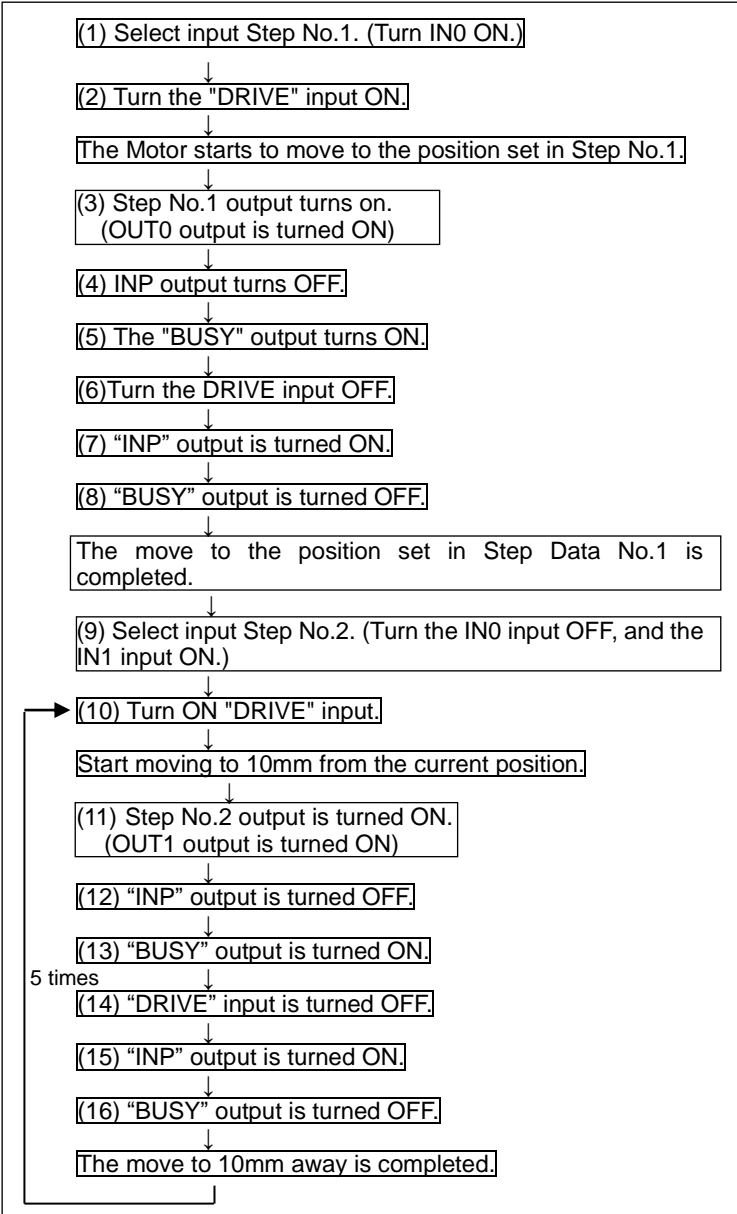 (1) Select input Step No.1. (Turn IN0 ON.)
↓
(2) Turn the "DRIVE" input ON.
↓
The Motor starts to move to the position set in Step No.1.
↓
(3) Step No.1 output turns on.
(OUT0 output is turned ON)
↓
(4) INP output turns OFF.
↓
(5) The "BUSY" output turns ON.
↓
(6)Turn the DRIVE input OFF.
↓
(7) “INP” output is turned ON.
↓
(8) “BUSY” output is turned OFF.
↓
The move to the position set in Step Data No.1 is
completed.
↓
(9) Select input Step No.2. (Turn the IN0 input OFF, and the
IN1 input ON.)
↓
(10) Turn ON "DRIVE" input.
↓
Start moving to 10mm from the current position.
↓
(11) Step No.2 output is turned ON.
(OUT1 output is turned ON)
↓
(12) “INP” output is turned OFF.
↓
(13) “BUSY” output is turned ON.
5 times
↓
(14) “DRIVE” input is turned OFF.
↓
(15) “INP” output is turned ON.
↓
(16) “BUSY” output is turned OFF.
↓
The move to 10mm away is completed.